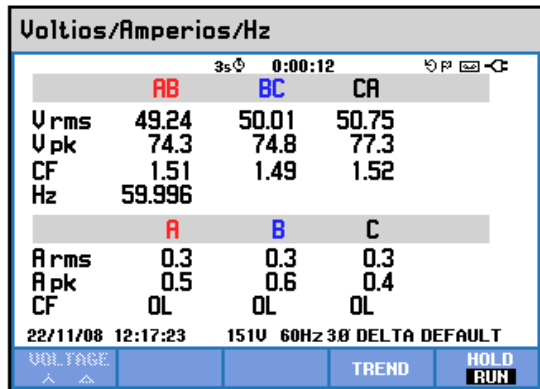 Voltios/Amperios/Hz
3s 0:00:12
AB BC CA
V rms 49.24 50.01 50.75
V pk 74.3 74.8 77.3
CF 1.51 1.49 1.52
Hz 59.996
A B C
A rms 0.3 0.3 0.3
A pk 0.5 0.6 0.4
CF OL OL OL
22/11/08 12:17:23 151V 60Hz 3Ø DELTA DEFAULT
VOLTAGE TREND HOLD
RUN